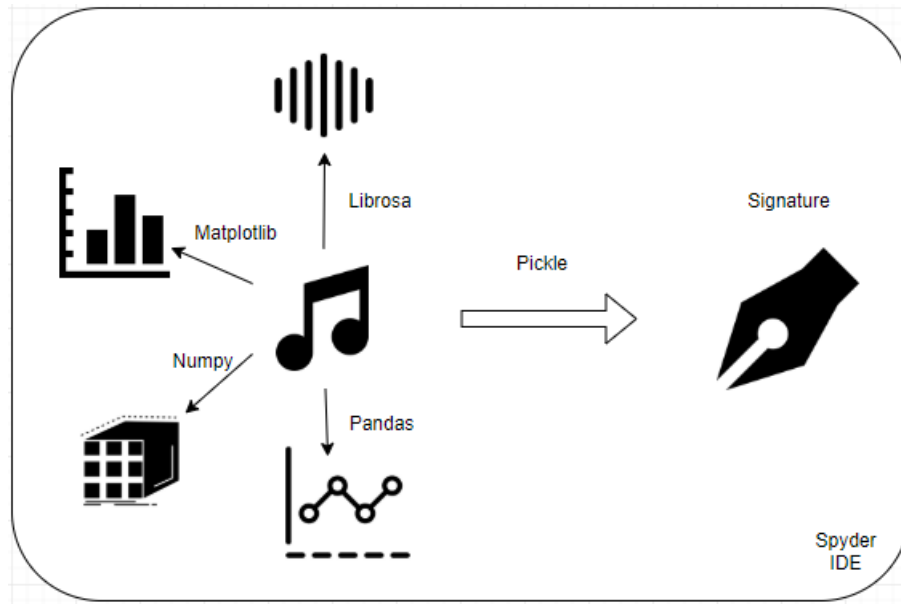 Librosa
Signature
Matplotlib
Pickle
Numpy
Pandas
Spyder
IDE